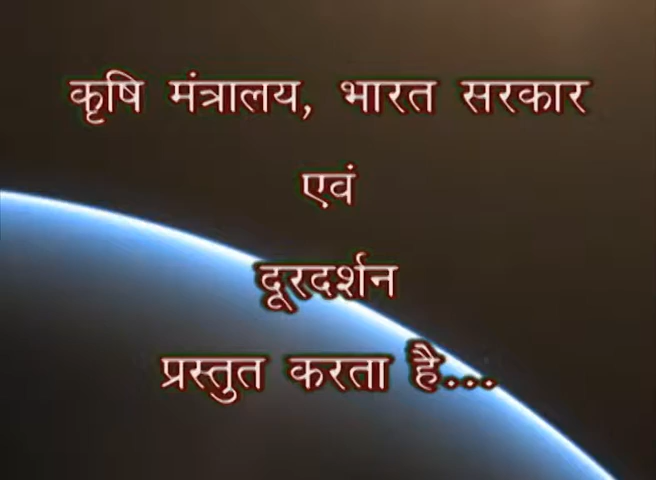 कृषि मंत्रालय, भारत सरकार
एवं
दूरदर्शन
प्रस्तुत करता है...